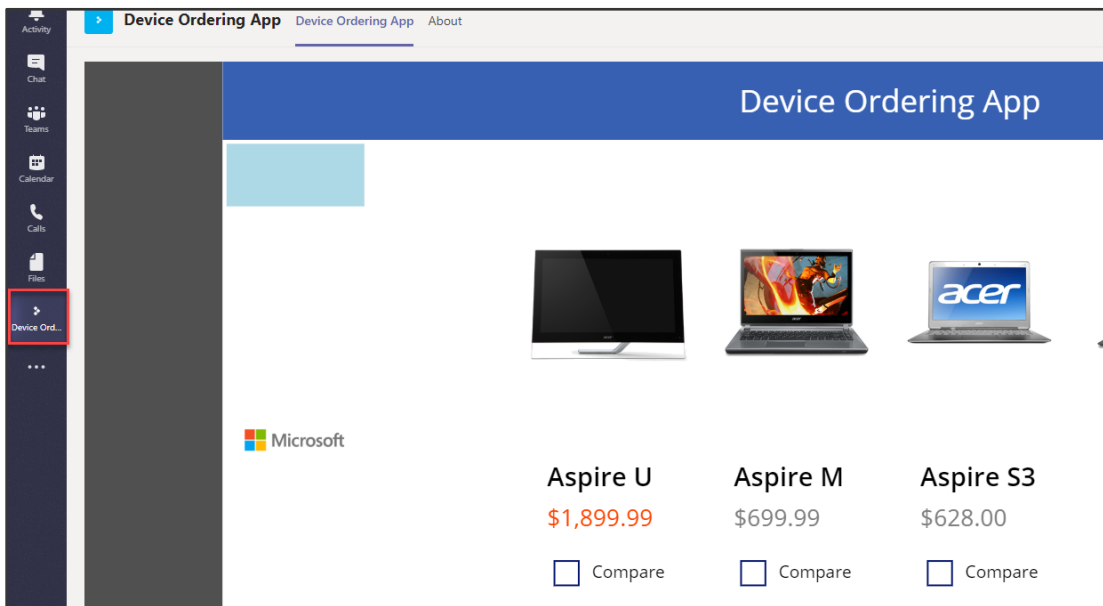 Activity
Device Ordering App Device Ordering App About
Chat
Teams
Calendar
Calls
Files
Device Ord...
Device Ordering App
acer
Microsoft
Aspire U Aspire M Aspire S3
$1,899.99 $699.99 $628.00
Compare Compare Compare